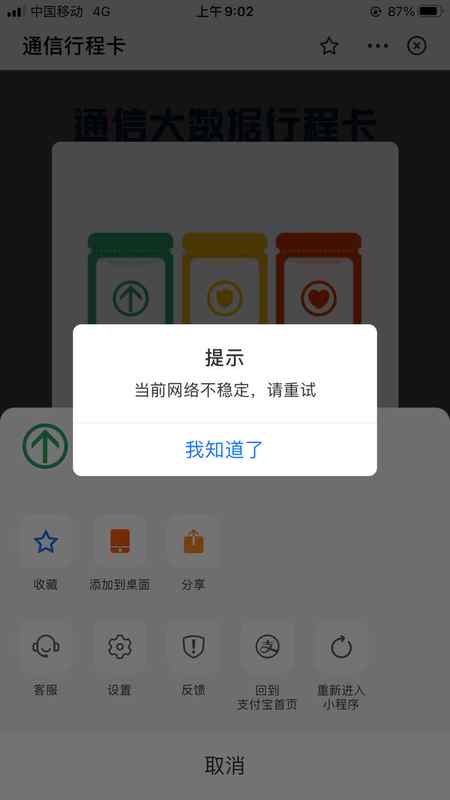 中国移动 4G
上午9:02
87%
通信行程卡
通信大数据行程卡
提示
当前网络不稳定，请重试
我知道了
收藏
添加到桌面
分享
客服
设置
反馈
回到
支付宝首页
重新进入
小程序
取消